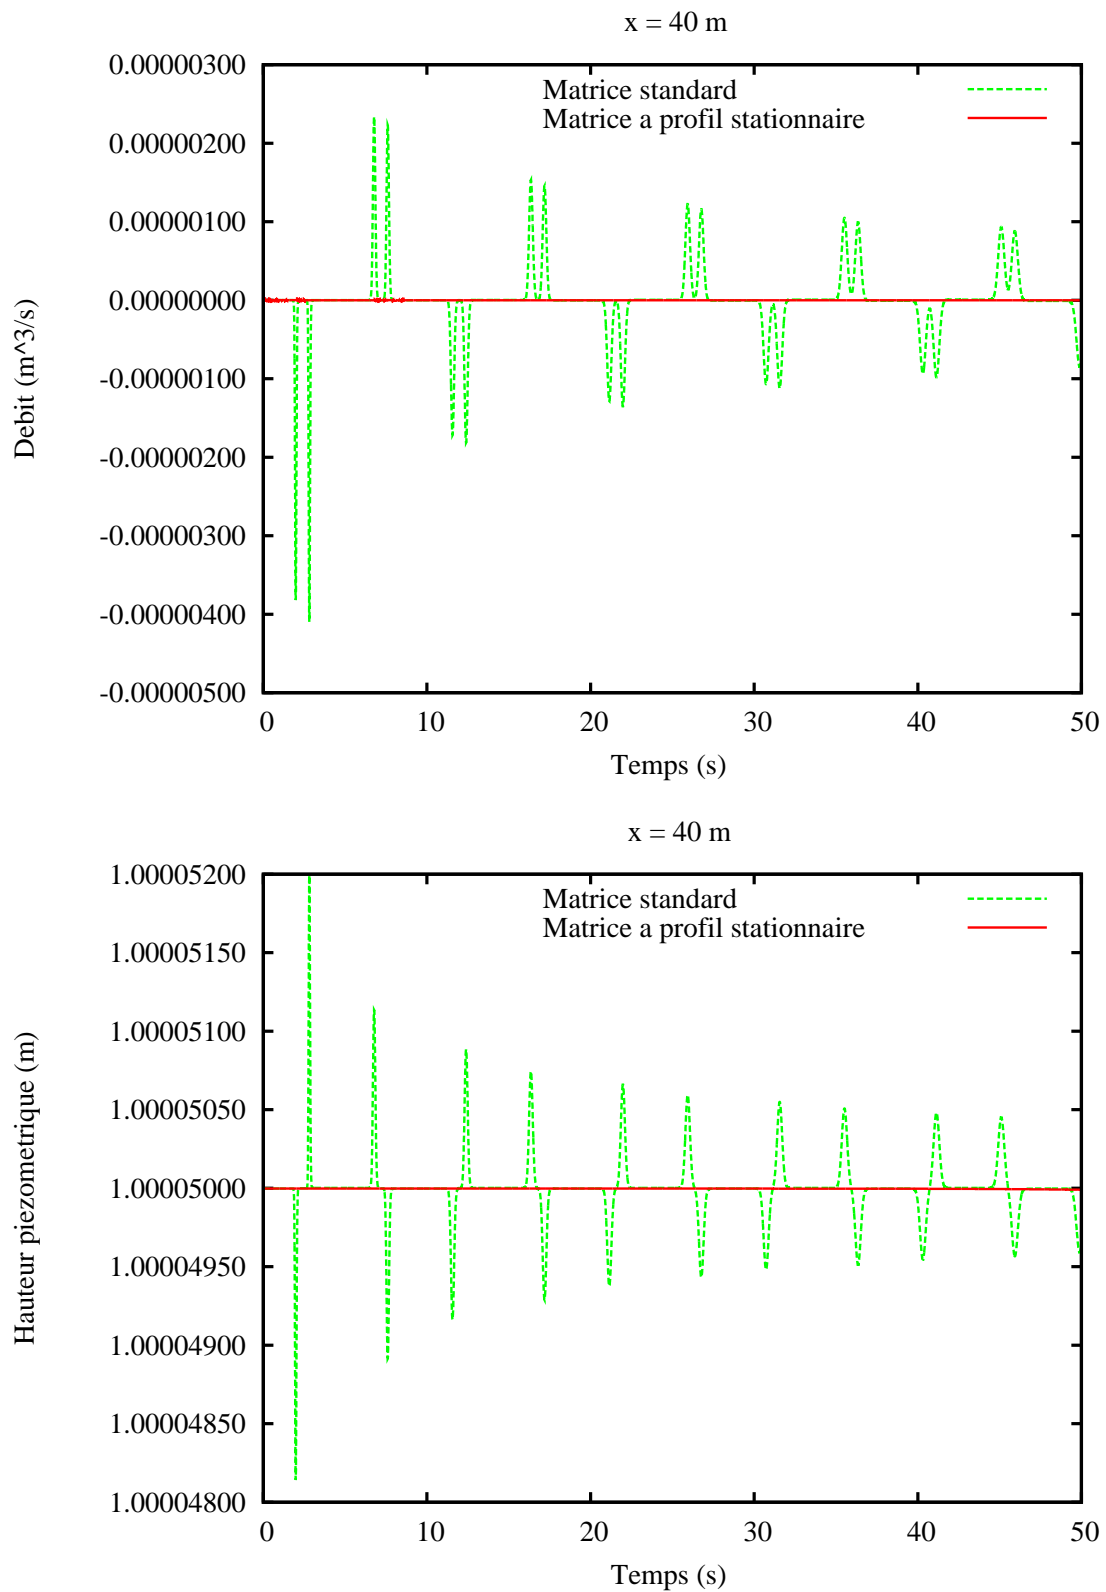 x = 40 m
0.00000300
Matrice standard
Matrice a profil stationnaire
0.00000200
0.00000100
0.00000000
-0.00000100
-0.00000200
-0.00000300
-0.00000400
-0.00000500
Debit (m^3/s)
0 10 20 30 40 50
Temps (s)
x = 40 m
1.00005200
Matrice standard
Matrice a profil stationnaire
1.00005150
1.00005100
1.00005050
1.00005000
1.00004950
1.00004900
1.00004850
1.00004800
Hauteur piezometrique (m)
0 10 20 30 40 50
Temps (s)